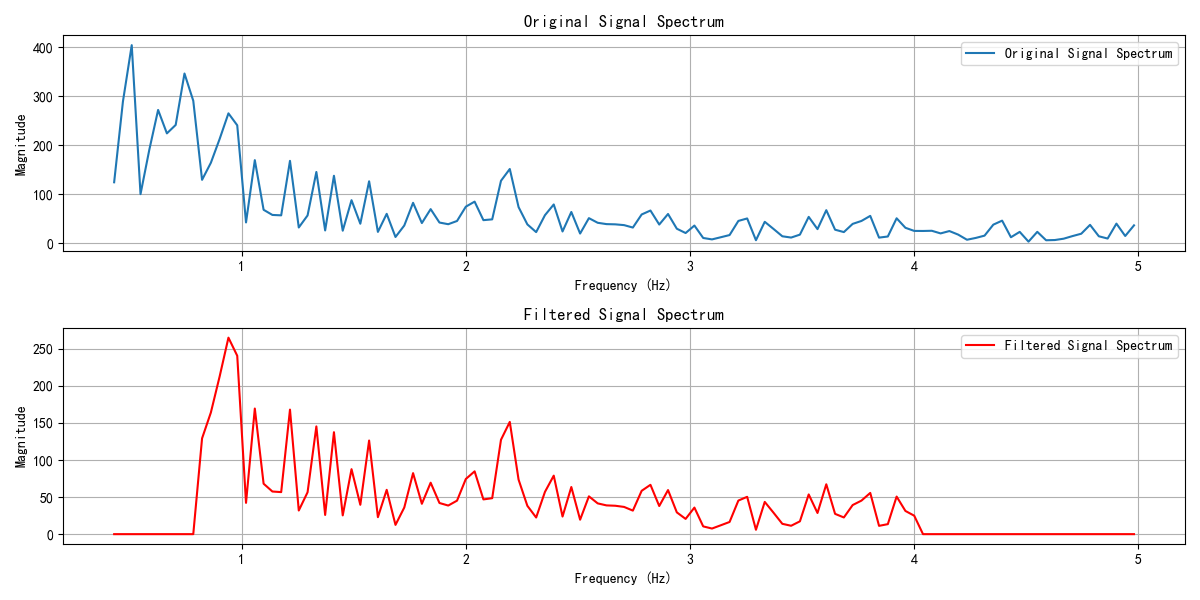 Original Signal Spectrum
Original Signal Spectrum
Magnitude
400
300
200
100
0
1
2
3
4
5
Frequency (Hz)
Filtered Signal Spectrum
Filtered Signal Spectrum
Magnitude
250
200
150
100
50
0
1
2
3
4
5
Frequency (Hz)